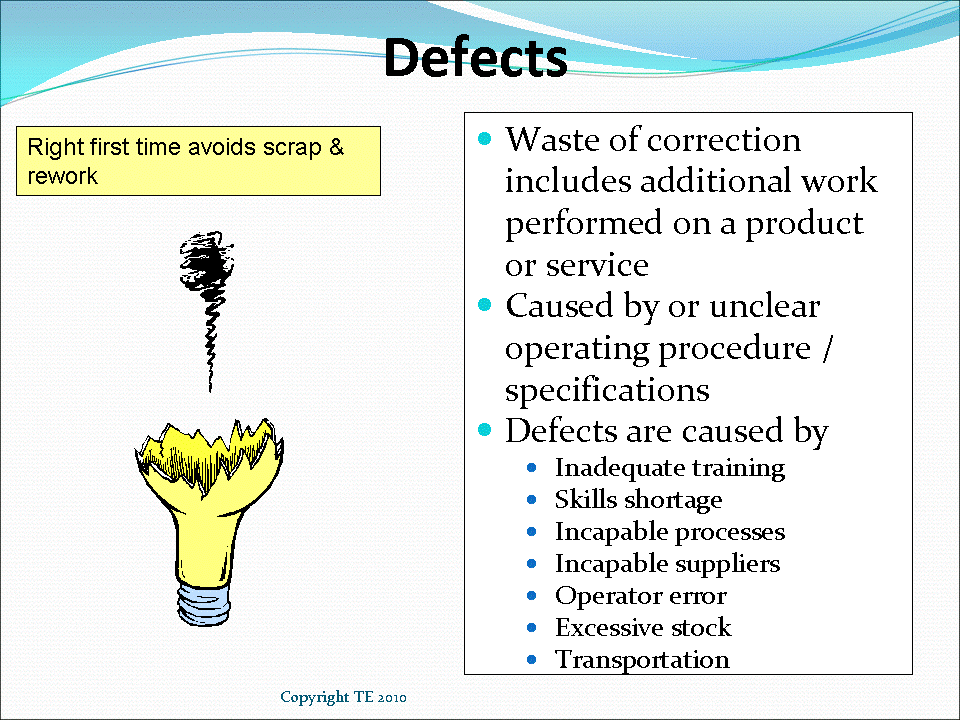 Defects
Right first time avoids scrap &
rework
• Waste of correction
includes additional work
performed on a product
or service
• Caused by or unclear
operating procedure /
specifications
• Defects are caused by
• Inadequate training
• Skills shortage
• Incapable processes
• Incapable suppliers
• Operator error
• Excessive stock
• Transportation
Copyright TE 2010